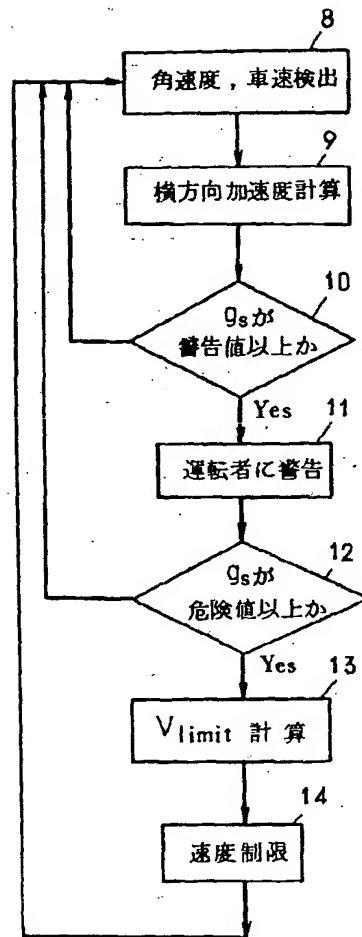 8
角速度,車速検出
9
横方向加速度計算
10
gsが
警告値以上か
Yes
11
運転者に警告
12
gsが
危険値以上か
Yes
13
Vlimit 計算
14
速度制限